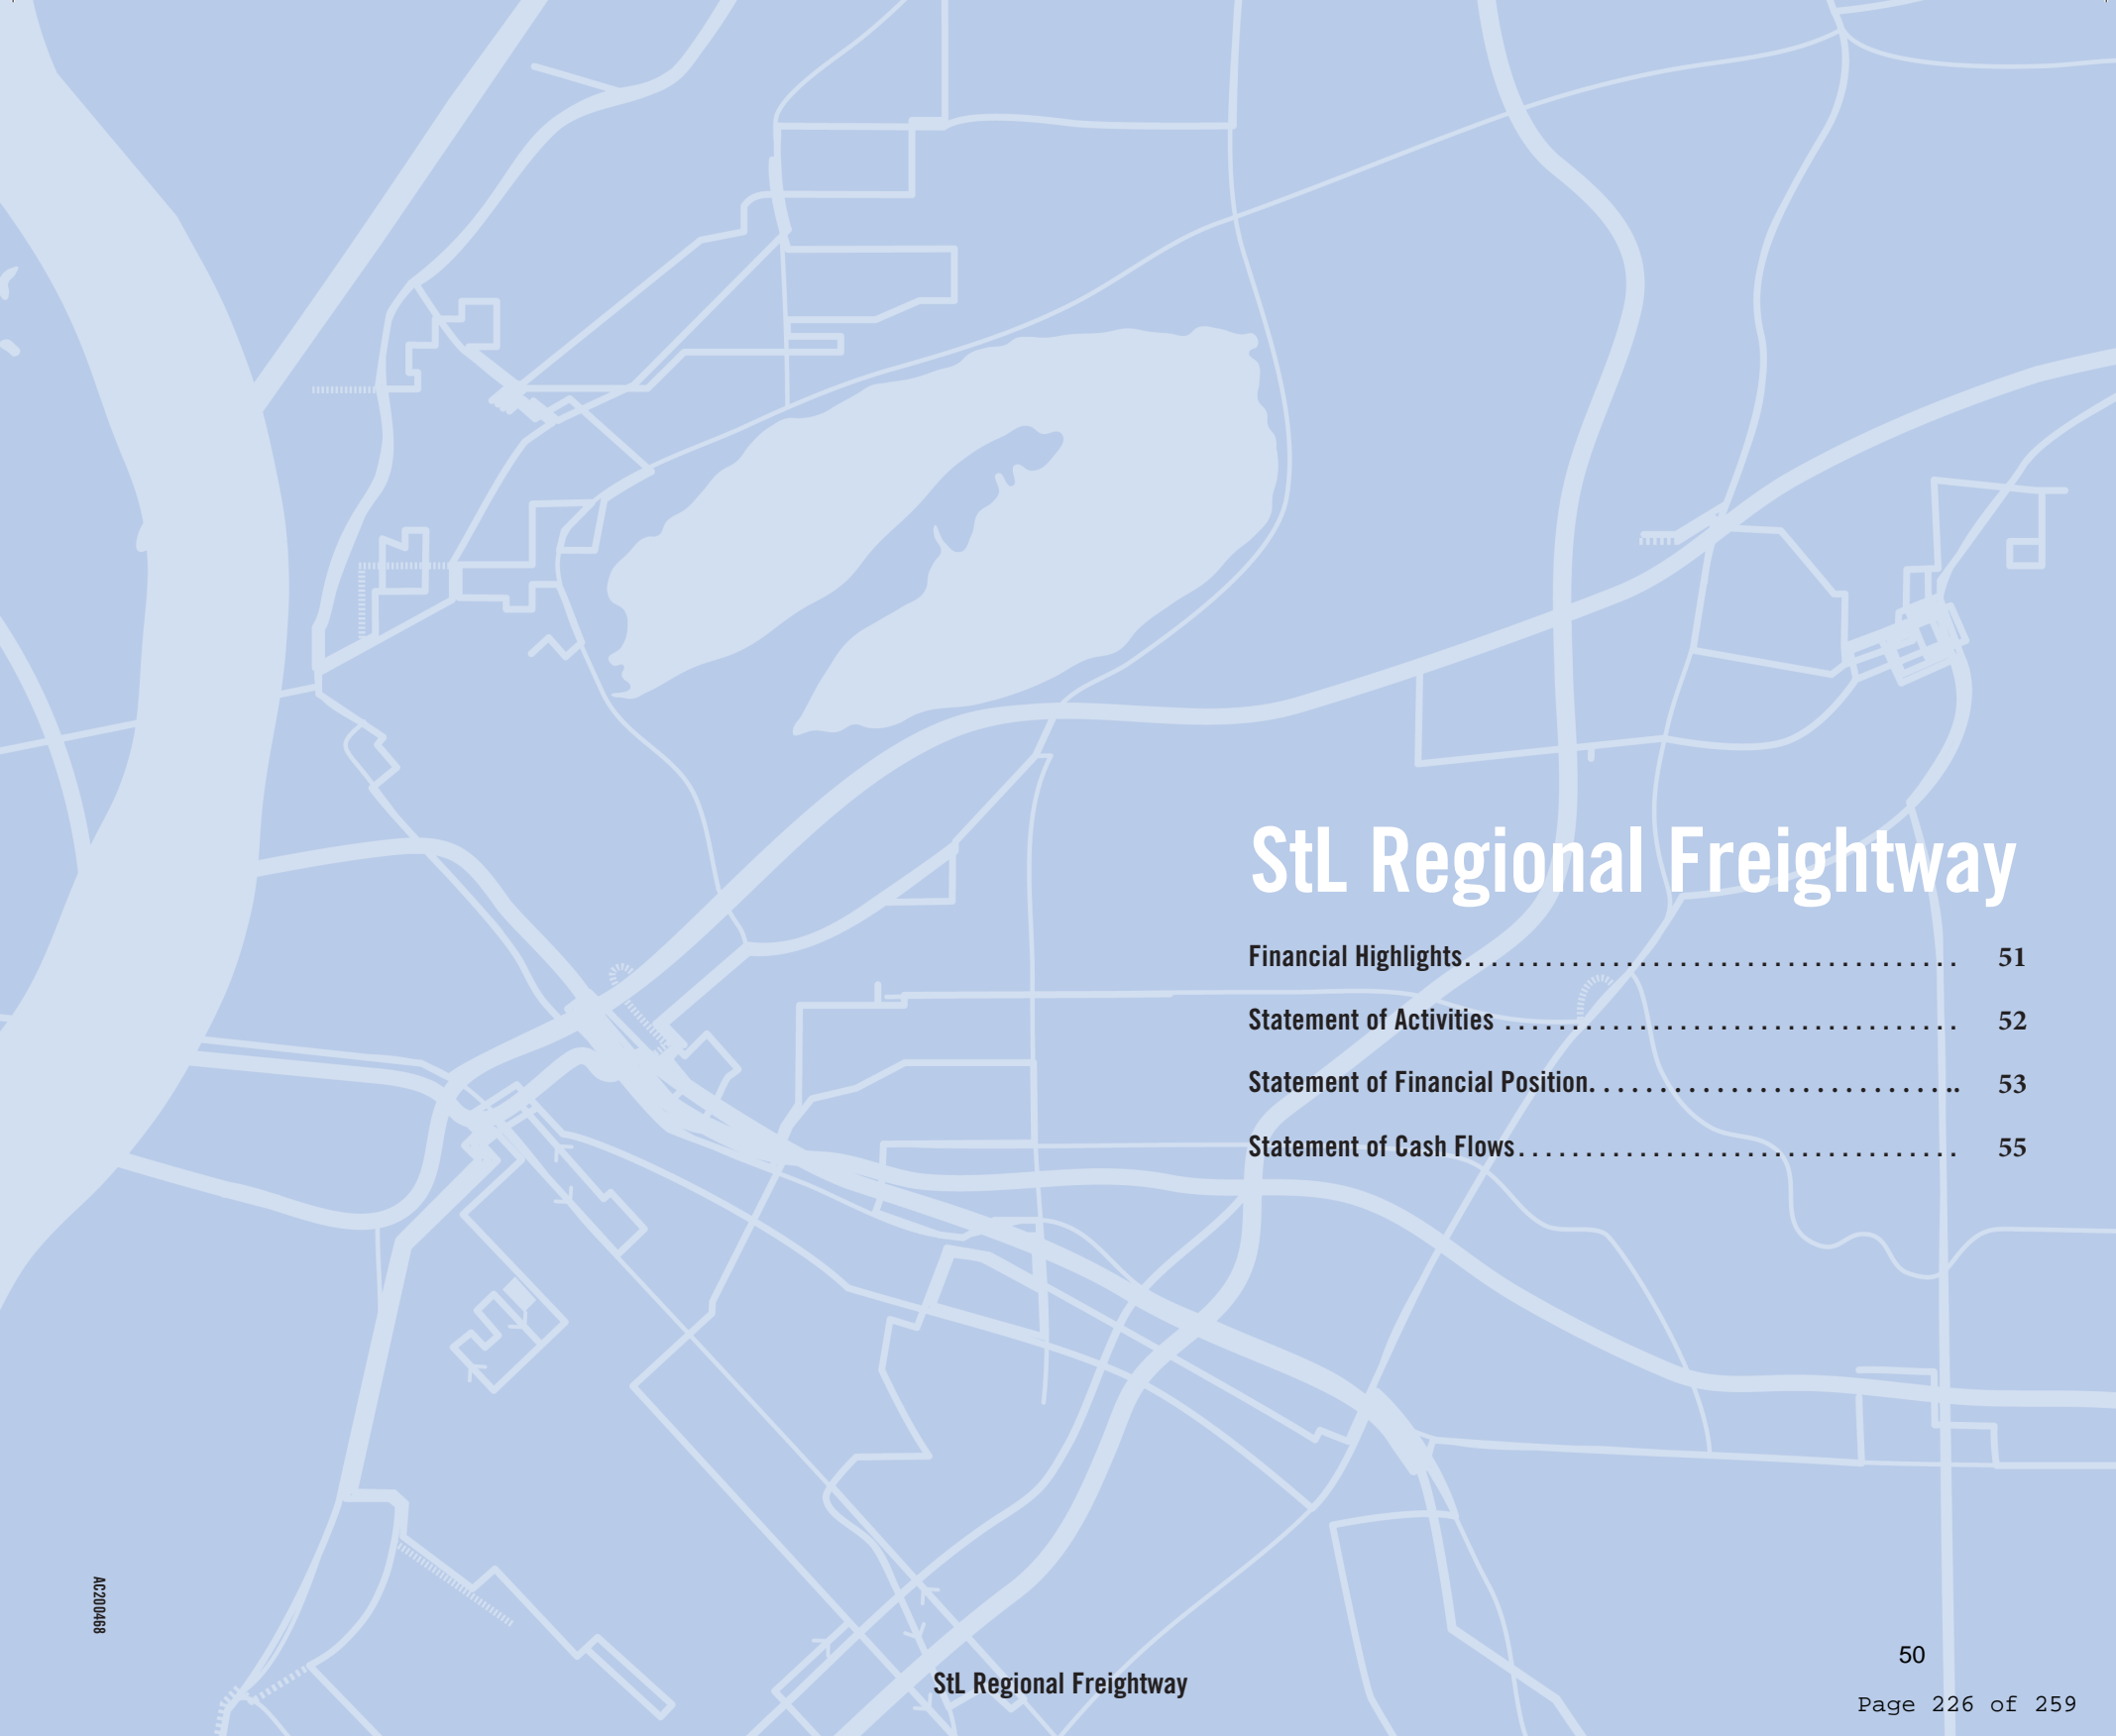 StL Regional Freightway
Financial Highlights. . . . . . . . . . . . . . . . . . . . . . . . . . . . . . . . . . . . . 51
Statement of Activities . . . . . . . . . . . . . . . . . . . . . . . . . . . . . . . . . . 52
Statement of Financial Position. . . . . . . . . . . . . . . . . . . . . . . . . . .. 53
Statement of Cash Flows. . . . . . . . . . . . . . . . . . . . . . . . . . . . . . . . . 55
AC200468
50
StL Regional Freightway
Page 226 of 259